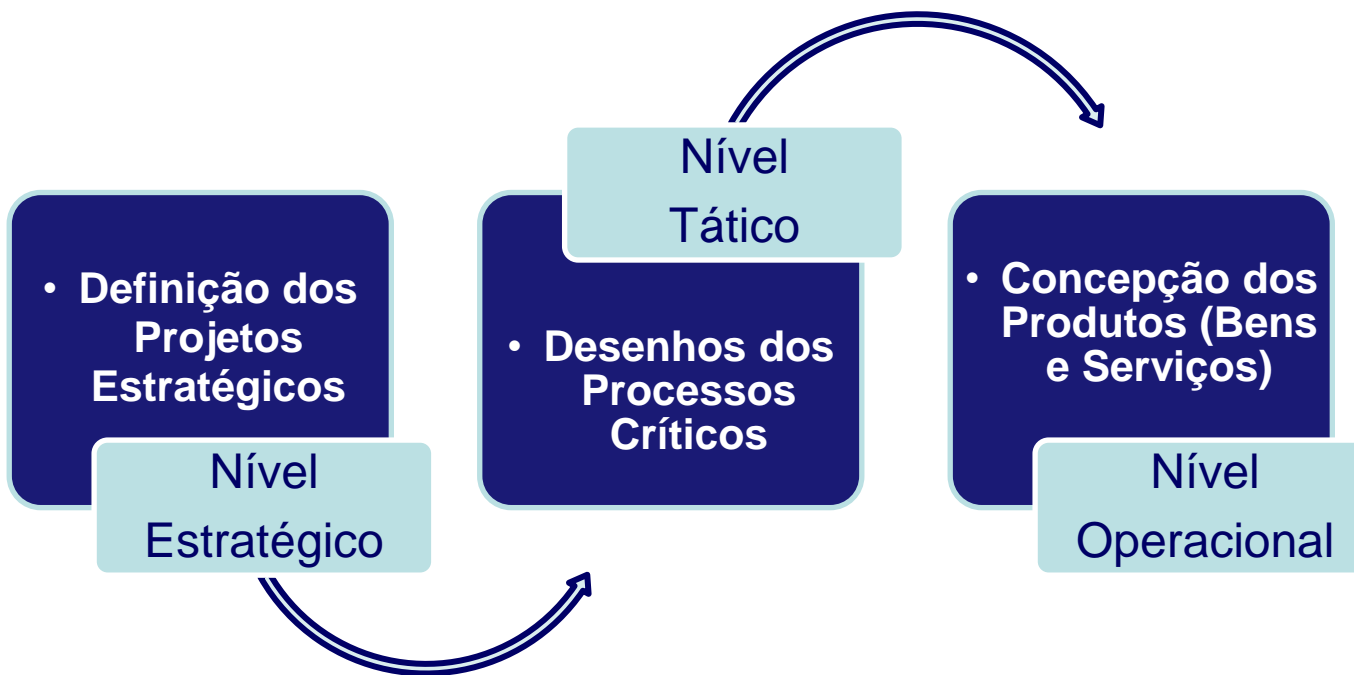 • Definição dos
Projetos
Estratégicos
Nível
Estratégico
Nível
Tático
• Desenhos dos
Processos
Críticos
• Concepção dos
Produtos (Bens
e Serviços)
Nível
Operacional